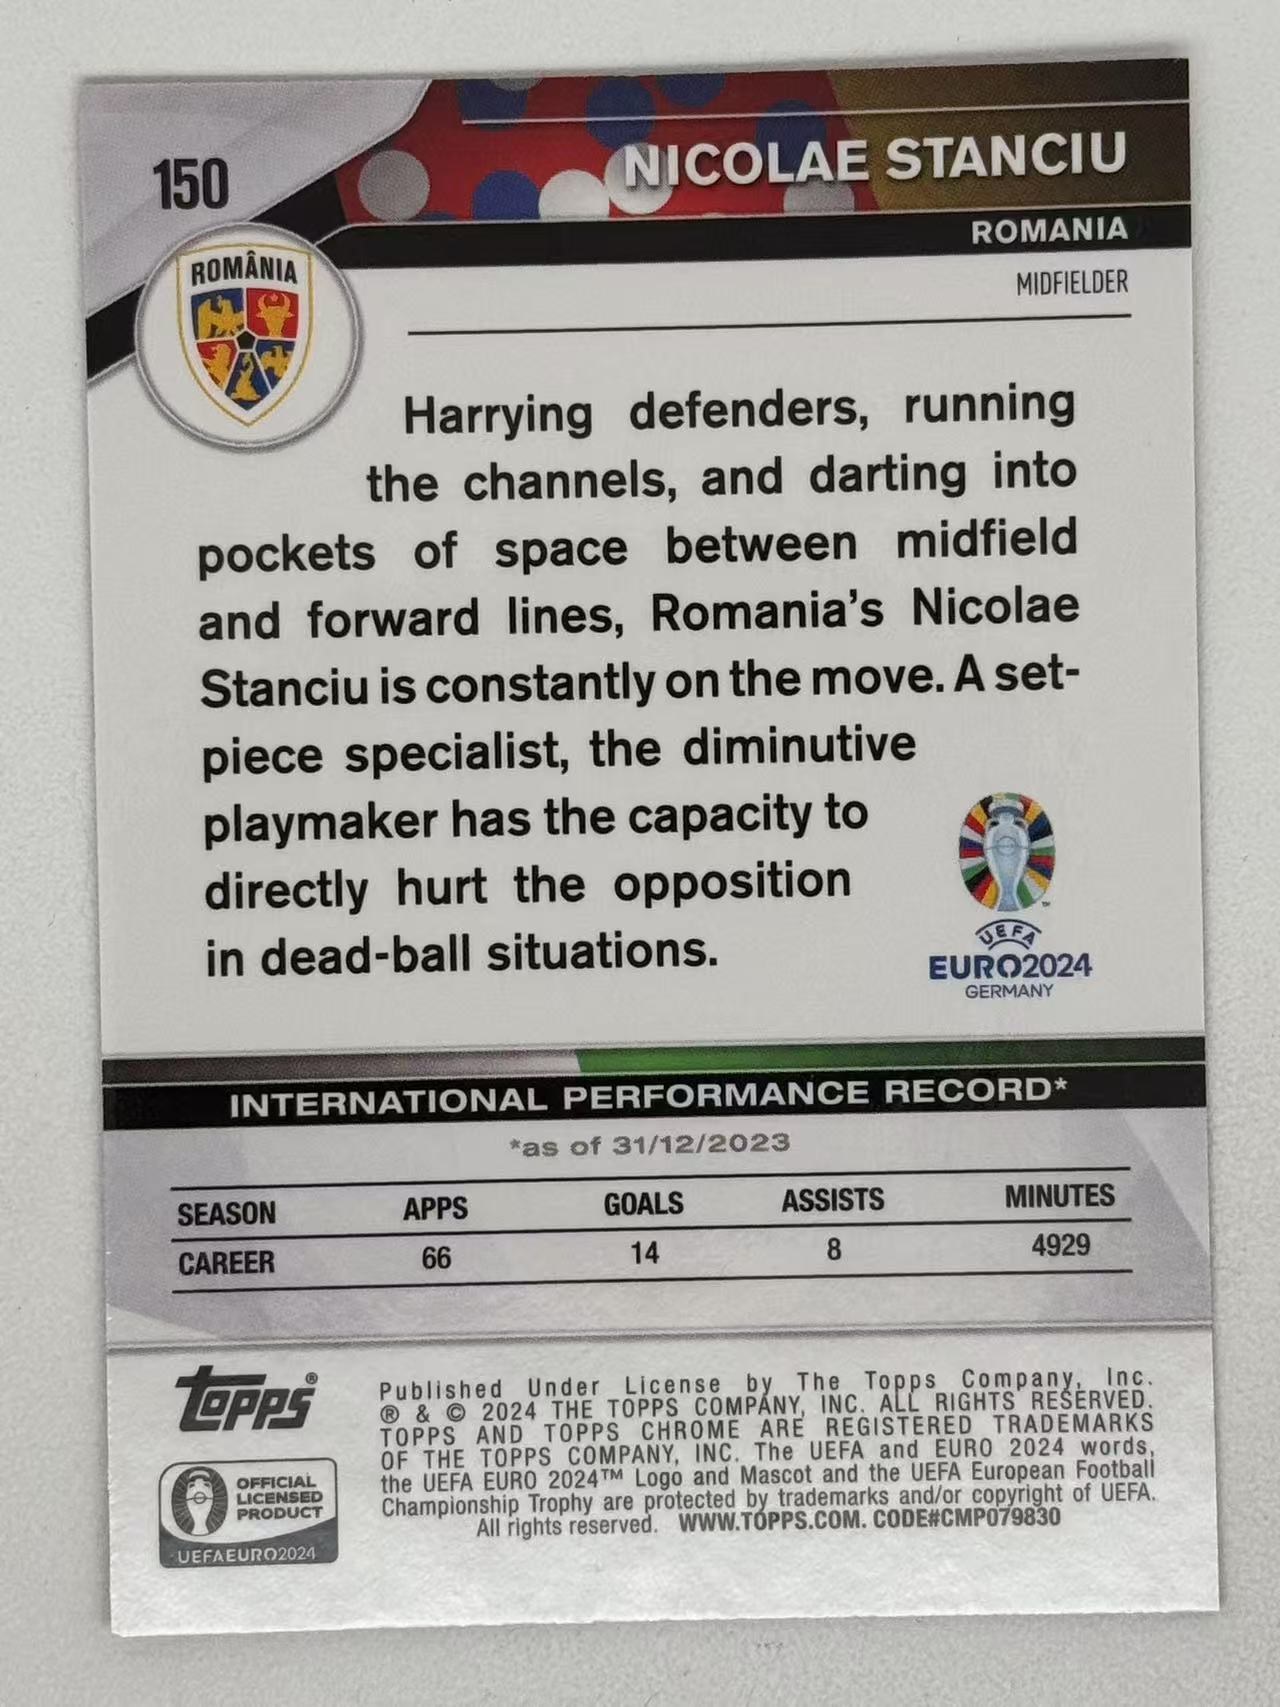 150
NICOLAE STANCIU
ROMANIA
MIDFIELDER
ROMÂNIA
Harrying defenders, running
the channels, and darting into
pockets of space between midfield
and forward lines, Romania's Nicolae
Stanciu is constantly on the move. A set-
piece specialist, the diminutive
playmaker has the capacity to
directly hurt the opposition
in dead-ball situations.
UEFA
EURO2024
GERMANY
INTERNATIONAL PERFORMANCE RECORD*
*as of 31/12/2023
SEASON APPS GOALS ASSISTS MINUTES
CAREER 66 14 8 4929
Topps®
OFFICIAL
LICENSED
PRODUCT
UEFAEURO2024
Published Under License by The Topps Company, Inc.
® & © 2024 THE TOPPS COMPANY, INC. ALL RIGHTS RESERVED.
TOPPS AND TOPPS CHROME ARE REGISTERED TRADEMARKS
OF THE TOPPS COMPANY, INC. The UEFA and EURO 2024 words,
the UEFA EURO 2024™ Logo and Mascot and the UEFA European Football
Championship Trophy are protected by trademarks and/or copyright of UEFA.
All rights reserved. WWW.TOPPS.COM. CODE#CMP079830